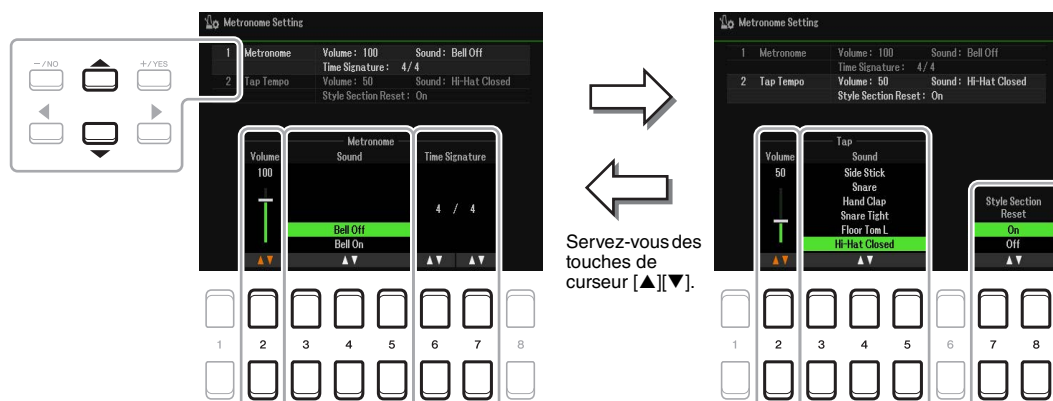 Metronome Setting
1 Metronome Volume : 100 Sound : Bell Off
Time Signature : 4/4
2 Tap Tempo Volume : 50 Sound : Hi-Hat Closed
Style Section Reset : On
-/NO +/YES
Metronome
Volume Sound Time Signature
100
4 / 4
Bell Off
Bell On
1 2 3 4 5 6 7 8
Servez-vous des
touches de
curseur [▲][▼].
Metronome Setting
1 Metronome Volume : 100 Sound : Bell Off
Time Signature : 4/4
2 Tap Tempo Volume : 50 Sound : Hi-Hat Closed
Style Section Reset : On
Tap
Volume Sound
50 Side Stick
Snare
Hand Clap
Snare Tight
Floor Tom L
Hi-Hat Closed
Style Section
Reset
On
Off
1 2 3 4 5 6 7 8